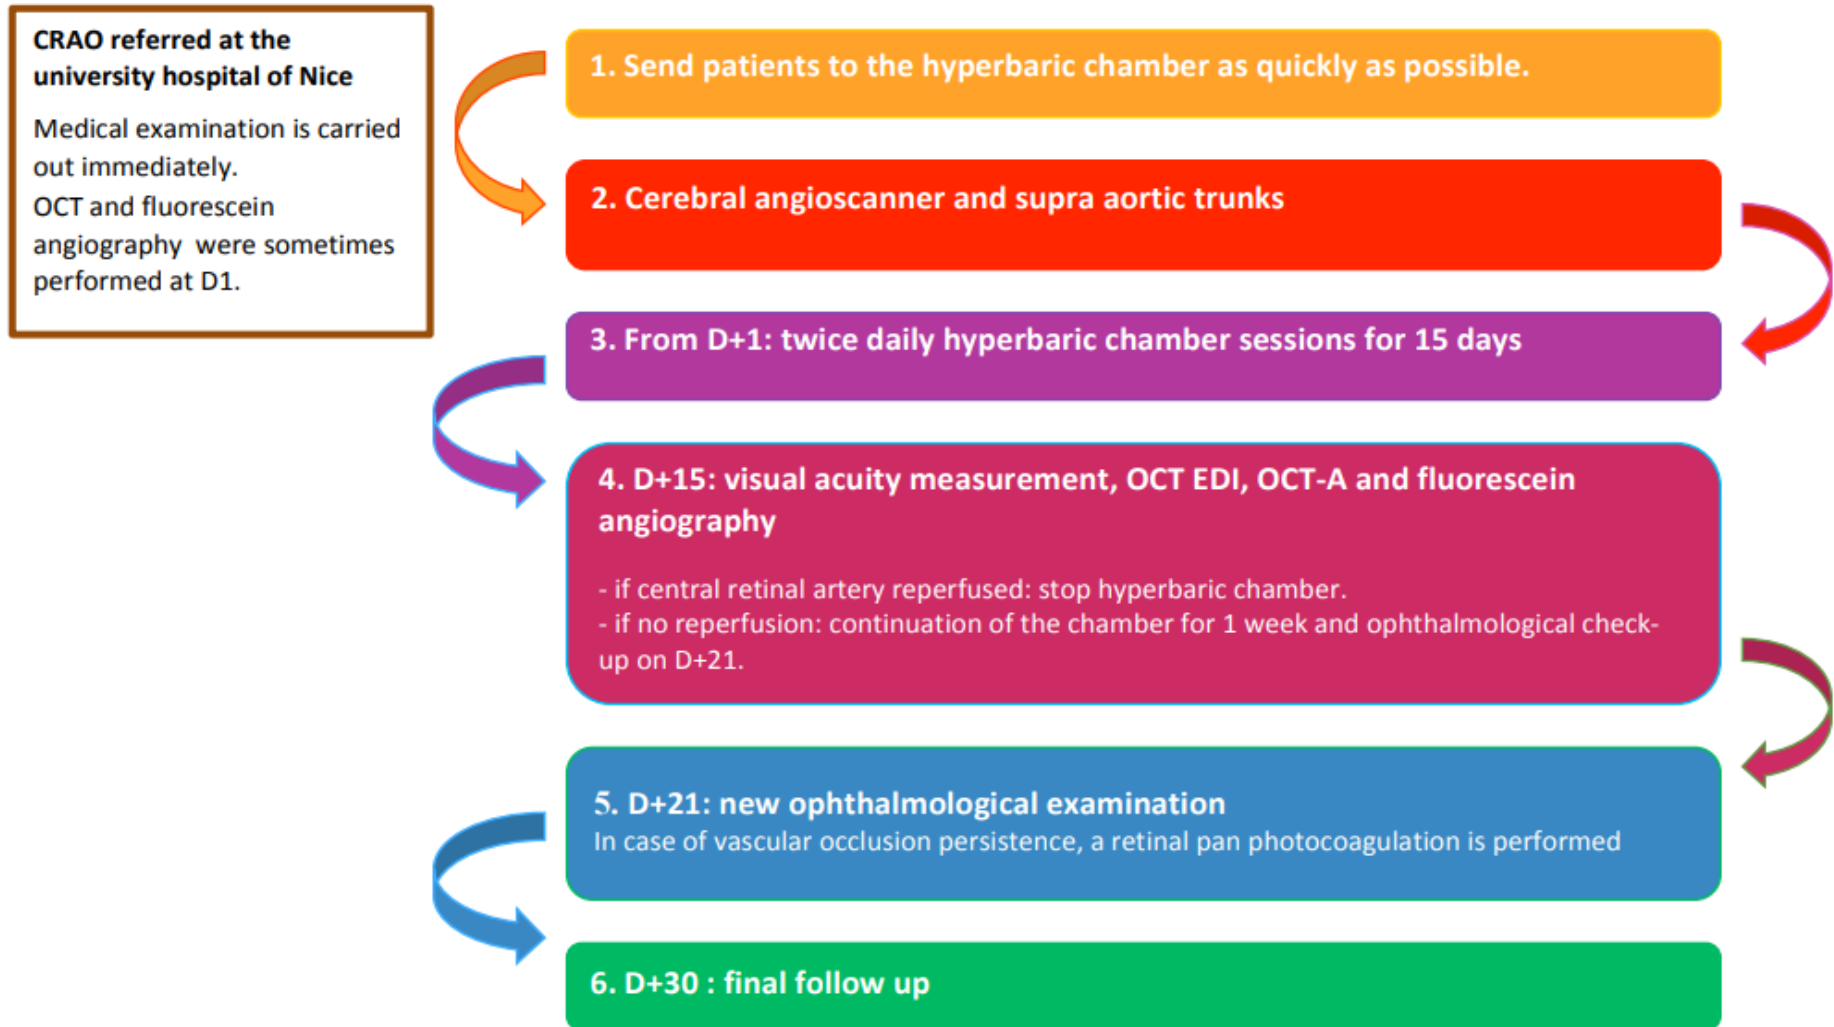 CRAO referred at the
university hospital of Nice
Medical examination is carried
out immediately.
OCT and fluorescein
angiography were sometimes
performed at D1.
1. Send patients to the hyperbaric chamber as quickly as possible.
2. Cerebral angioscanner and supra aortic trunks
3. From D+1: twice daily hyperbaric chamber sessions for 15 days
4. D+15: visual acuity measurement, OCT EDI, OCT-A and fluorescein
angiography
- if central retinal artery reperfused: stop hyperbaric chamber.
- if no reperfusion: continuation of the chamber for 1 week and ophthalmological check-
up on D+21.
5. D+21: new ophthalmological examination
In case of vascular occlusion persistence, a retinal pan photocoagulation is performed
6. D+30 : final follow up